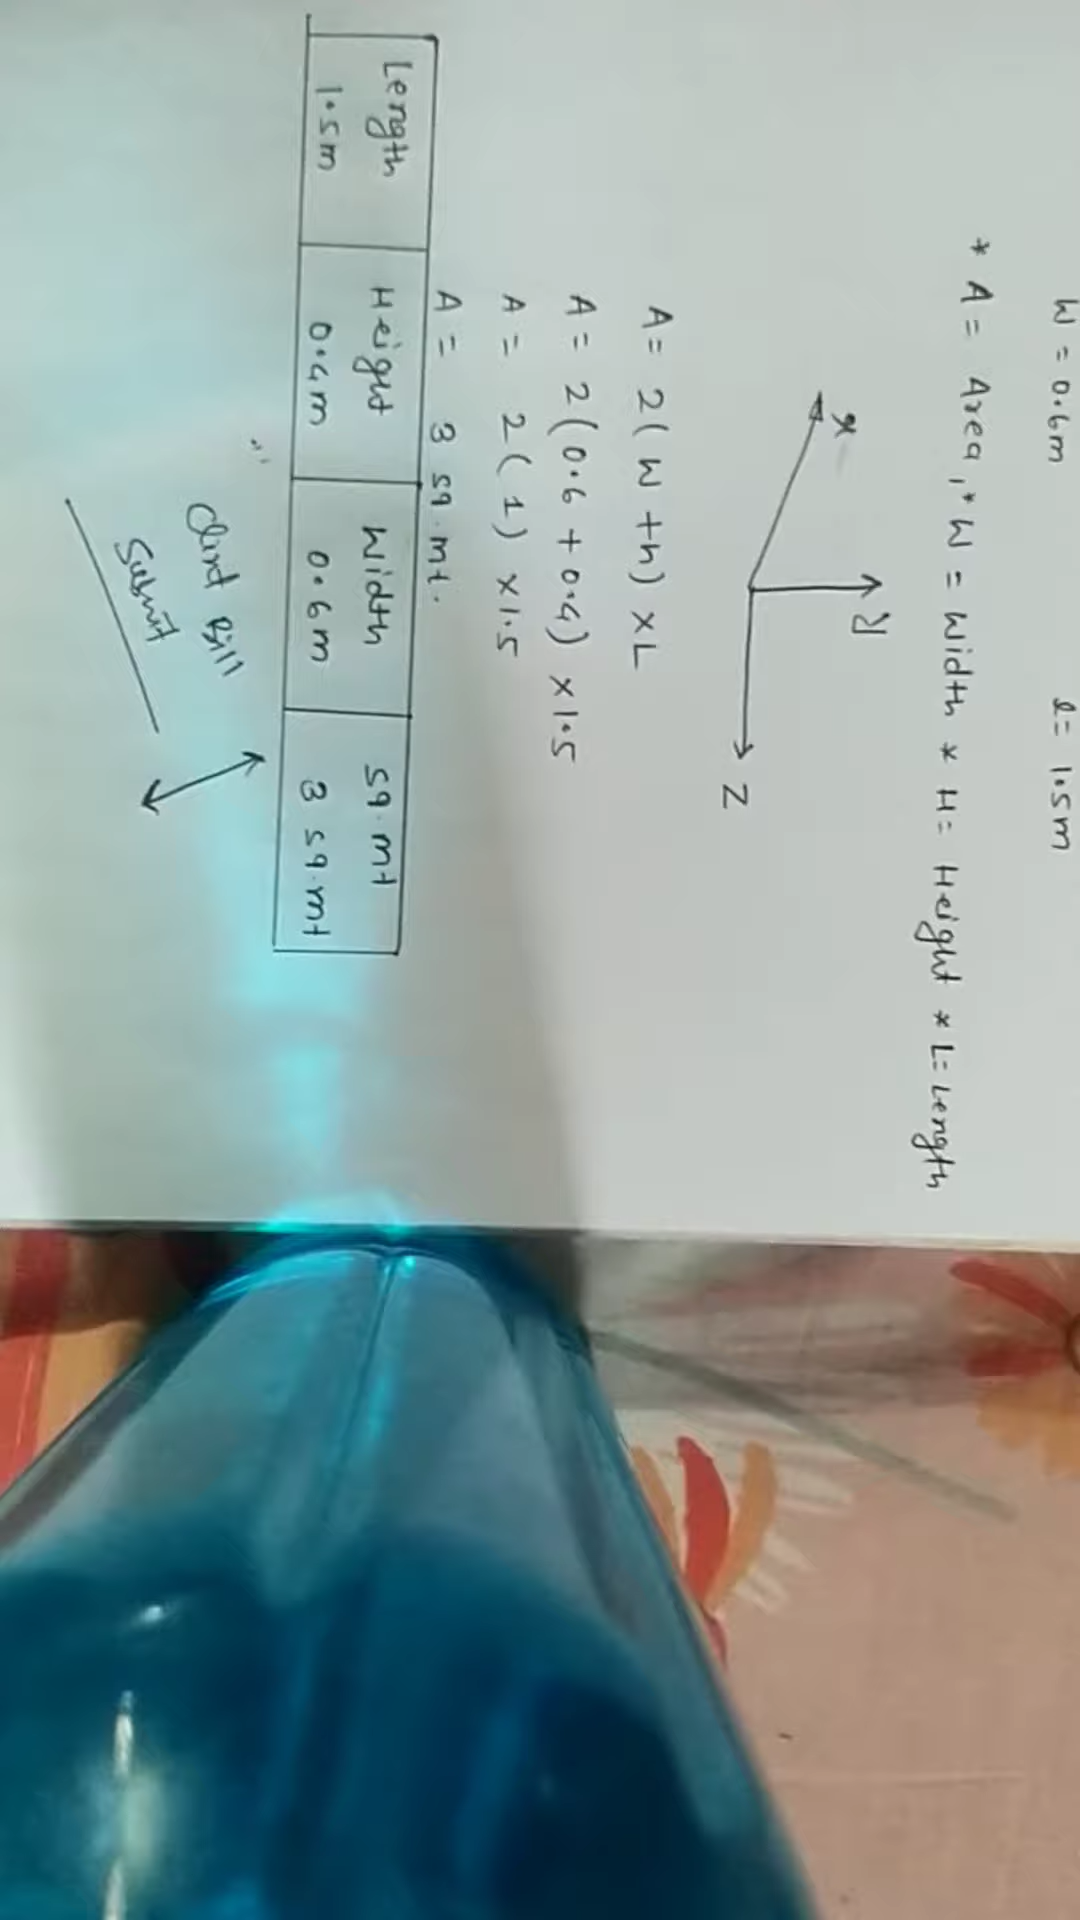 W = 0.6m l = 1.5m
* A = Area, * W = Width * H = Height * L = Length
x y z
A = 2(W+h) x L
A = 2(0.6 + 0.4) x 1.5
A = 2(1) x 1.5
A = 3 sq.mt.
Length Height Width sq.mt
1.5m 0.4m 0.6m 3 sq.mt
Bill
Submit